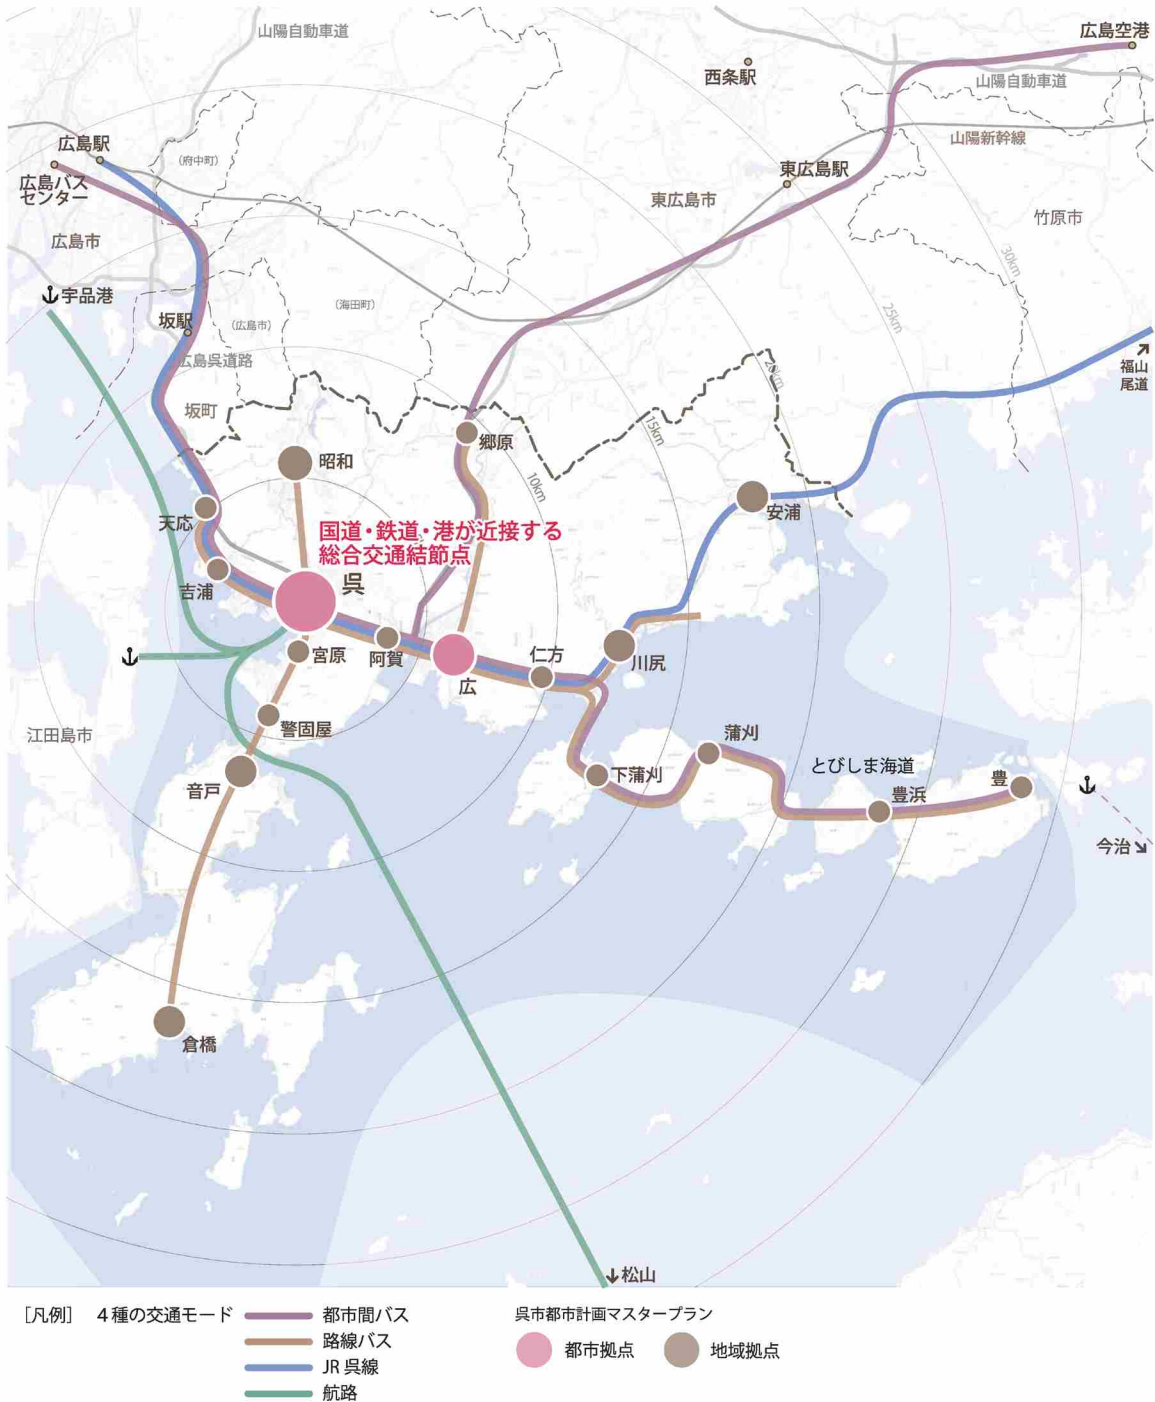 山陽自動車道
広島空港
西条駅
山陽自動車道
広島駅
(府中町)
山陽新幹線
広島バス
センター
東広島駅
東広島市
竹原市
広島市
30km
宇品港
(海田町)
25km
坂駅
(広島市)
広島呉道路
20km
福山
尾道
坂町
15km
郷原
昭和
10km
天応
安浦
国道・鉄道・港が近接する
総合交通結節点
呉
吉浦
宮原
阿賀
仁方
川尻
広
江田島市
警固屋
蒲刈
とびしま海道
下蒲刈
豊
音戸
豊浜
今治
倉橋
松山
[凡例] 4種の交通モード
都市間バス
路線バス
JR呉線
航路
呉市都市計画マスタープラン
都市拠点
地域拠点